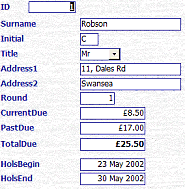 ID 1
Surname Robson
Initial C
Title Mr
Address1 11, Dales Rd
Address2 Swansea
Round 1
CurrentDue £8.50
PastDue £17.00
TotalDue £25.50
HolsBegin 23 May 2002
HolsEnd 30 May 2002